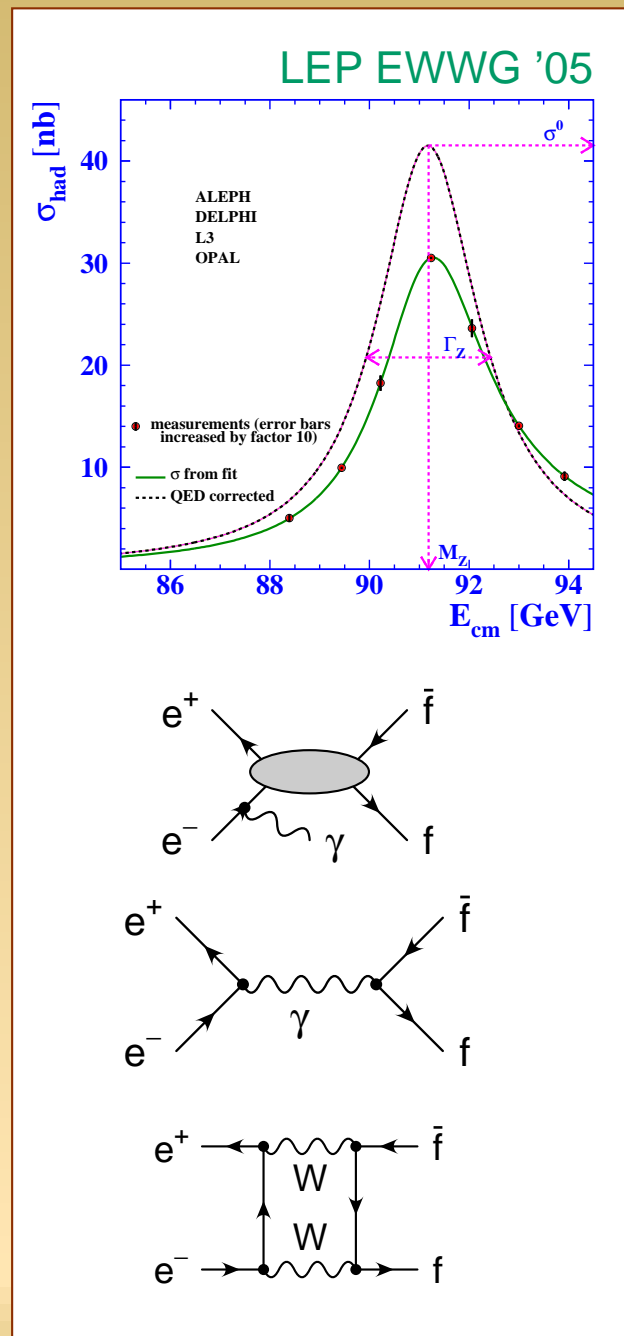 LEP EWWG '05
σhad [nb]
40
30
20
10
σ⁰
ALEPH
DELPHI
L3
OPAL
ΓZ
measurements (error bars
increased by factor 10)
σ from fit
QED corrected
MZ
86 88 90 92 94
Ecm [GeV]
e⁺ f̄
e⁻ γ f
e⁺ f̄
γ
e⁻ f
e⁺ f̄
W
W
e⁻ f